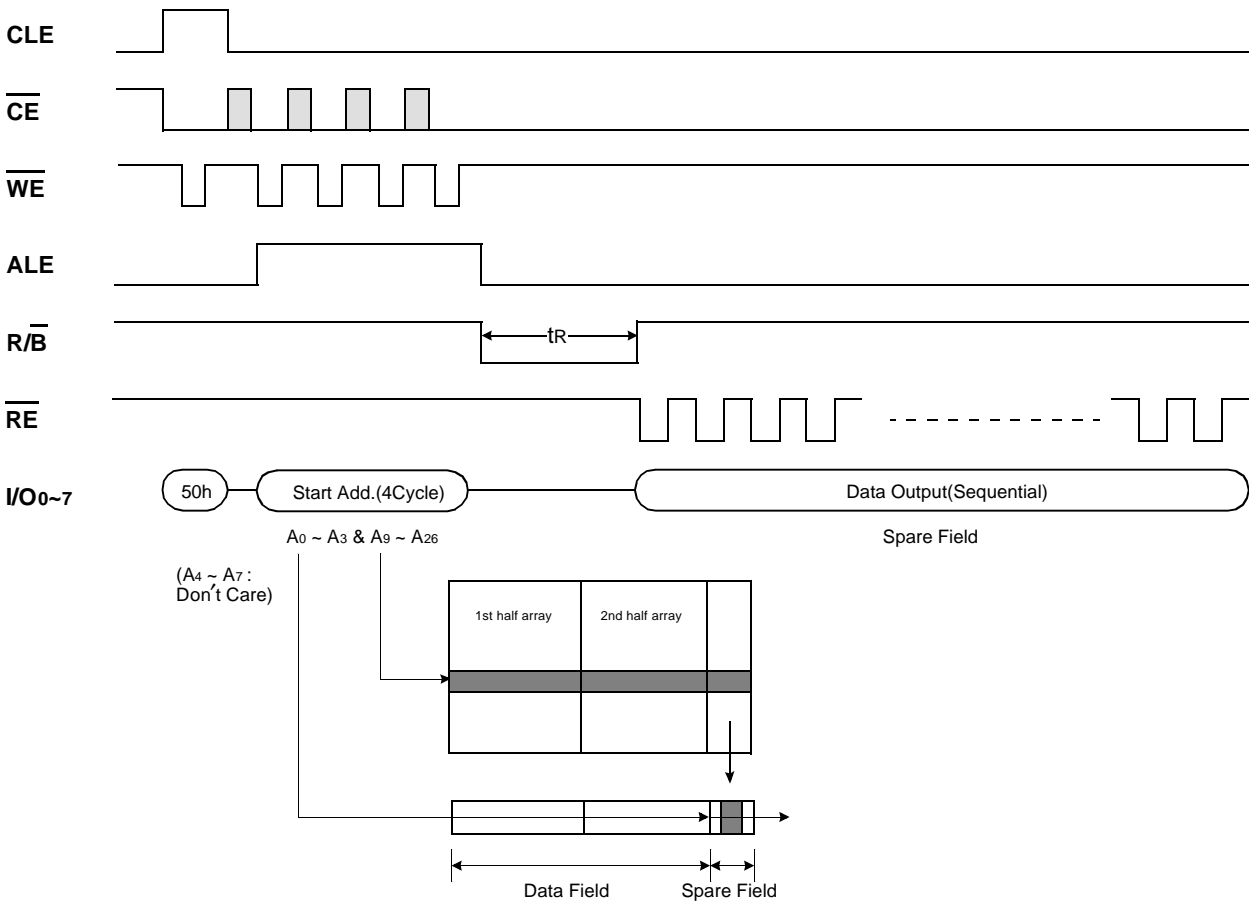 CLE
CE
WE
ALE
R/B
tR
RE
I/O0~7
50h
Start Add.(4Cycle)
Data Output(Sequential)
A0 ~ A3 & A9 ~ A26
Spare Field
(A4 ~ A7 :
Don't Care)
1st half array
2nd half array
Data Field
Spare Field